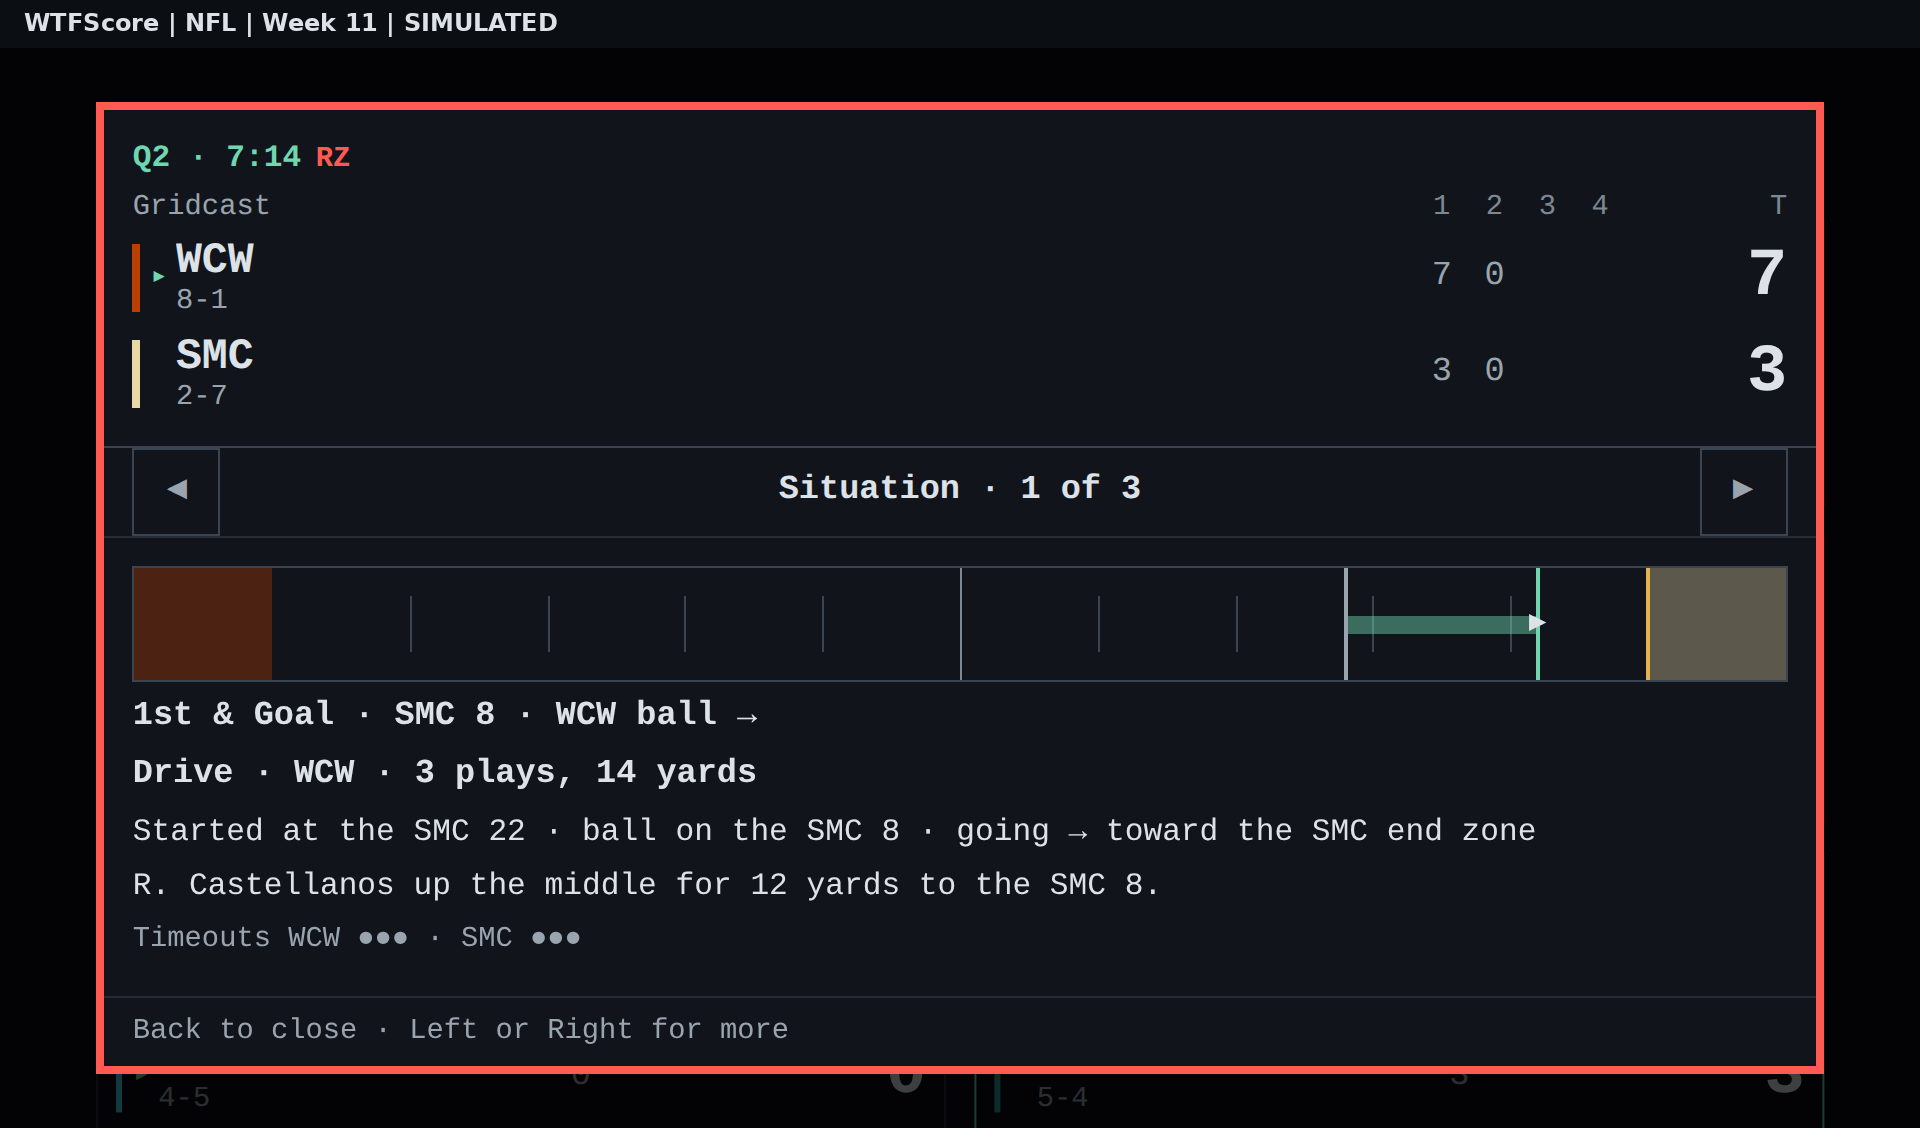 WTFScore | NFL | Week 11 | SIMULATED
Q2 · 7:14 RZ
Gridcast 1 2 3 4 T
▶ WCW 7 0 7
8-1
SMC 3 0 3
2-7
◀ Situation · 1 of 3 ▶
1st & Goal · SMC 8 · WCW ball →
Drive · WCW · 3 plays, 14 yards
Started at the SMC 22 · ball on the SMC 8 · going → toward the SMC end zone
R. Castellanos up the middle for 12 yards to the SMC 8.
Timeouts WCW ●●● · SMC ●●●
Back to close · Left or Right for more
4-5 5-4